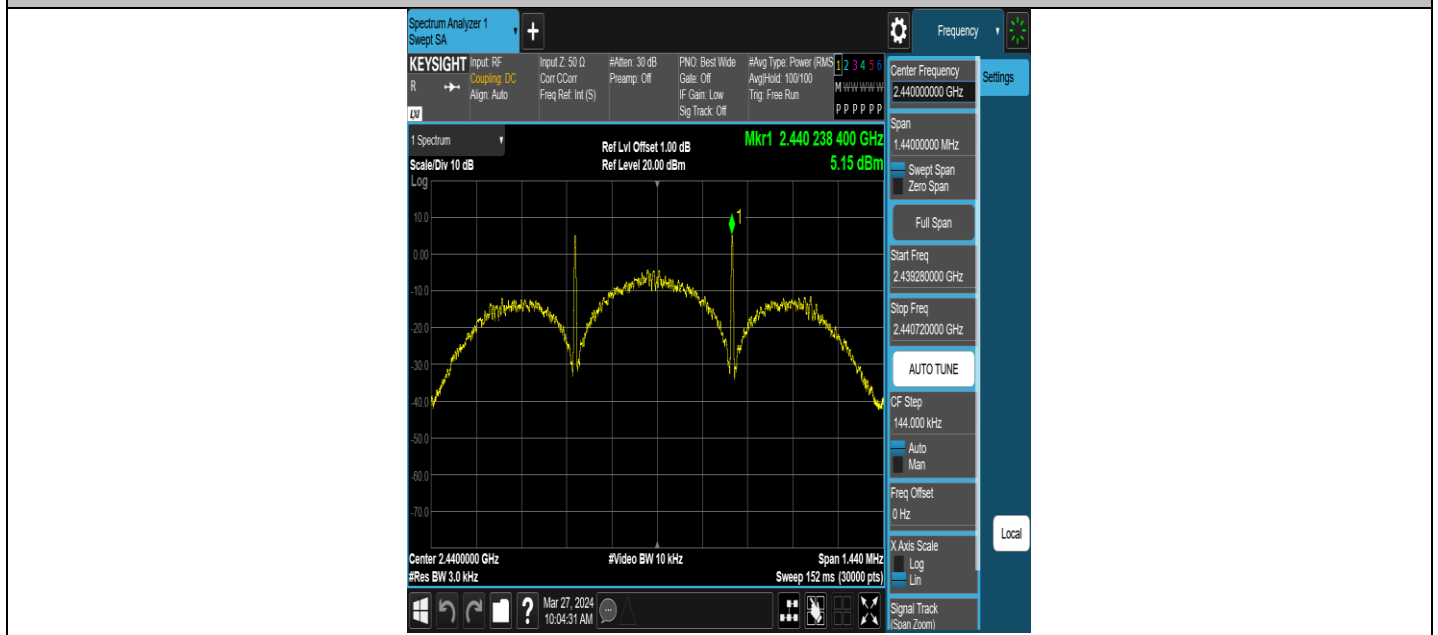 Spectrum Analyzer 1
Swept SA
+
Frequency
KEYSIGHT
R
LXI
Input: RF
Coupling: DC
Align: Auto
Input Z: 50 Ω
Corr CCorr
Freq Ref: Int (S)
#Atten: 30 dB
Preamp: Off
PNO: Best Wide
Gate: Off
IF Gain: Low
Sig Track: Off
#Avg Type: Power (RMS
Avg|Hold: 100/100
Trig: Free Run
1 2 3 4 5 6
M W W W W W
P P P P P P
1 Spectrum
Scale/Div 10 dB
Ref Lvl Offset 1.00 dB
Ref Level 20.00 dBm
Mkr1 2.440 238 400 GHz
5.15 dBm
Log
1
10.0
0.00
-10.0
-20.0
-30.0
-40.0
-50.0
-60.0
-70.0
Center 2.4400000 GHz
#Res BW 3.0 kHz
#Video BW 10 kHz
Span 1.440 MHz
Sweep 152 ms (30000 pts)
Center Frequency
2.440000000 GHz
Settings
Span
1.44000000 MHz
Swept Span
Zero Span
Full Span
Start Freq
2.439280000 GHz
Stop Freq
2.440720000 GHz
AUTO TUNE
CF Step
144.000 kHz
Auto
Man
Freq Offset
0 Hz
X Axis Scale
Log
Lin
Local
Signal Track
(Span Zoom)
?
Mar 27, 2024
10:04:31 AM